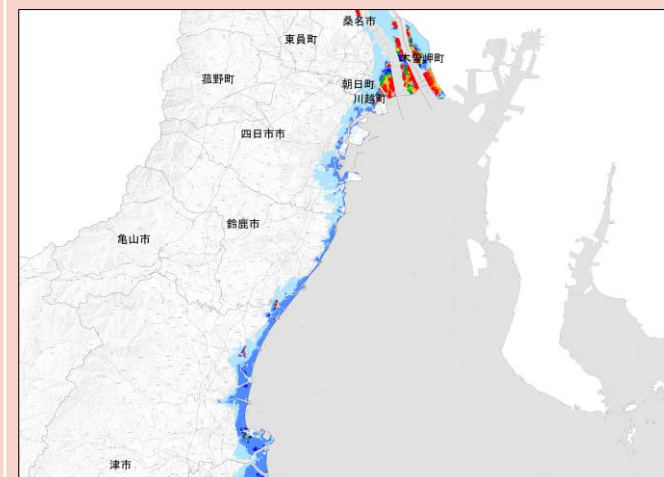 桑名市
東員町
木曽岬町
菰野町
朝日町
川越町
四日市市
鈴鹿市
亀山市
津市